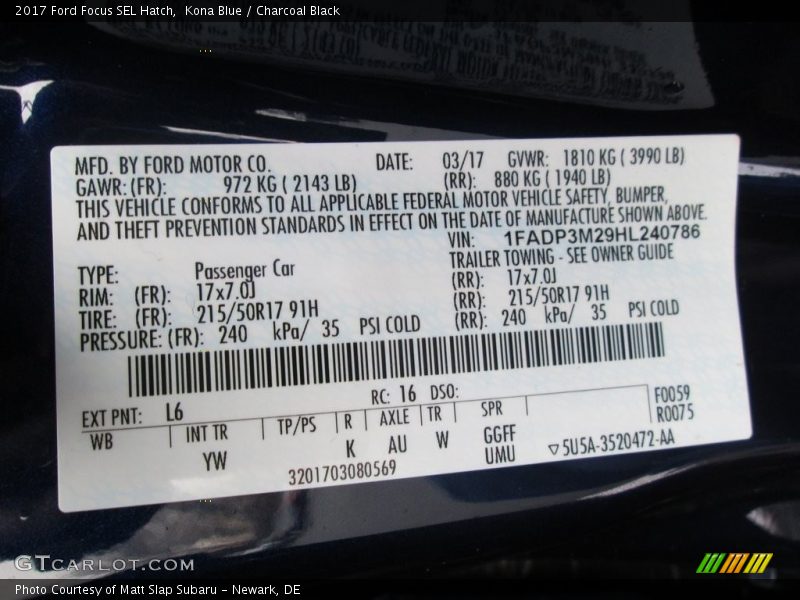 2017 Ford Focus SEL Hatch,  Kona Blue / Charcoal Black
MFD. BY FORD MOTOR CO. DATE: 03/17 GVWR: 1810 KG ( 3990 LB)
GAWR: (FR): 972 KG ( 2143 LB) (RR): 880 KG ( 1940 LB)
THIS VEHICLE CONFORMS TO ALL APPLICABLE FEDERAL MOTOR VEHICLE SAFETY, BUMPER,
AND THEFT PREVENTION STANDARDS IN EFFECT ON THE DATE OF MANUFACTURE SHOWN ABOVE.
VIN: 1FADP3M29HL240786
TYPE: Passenger Car TRAILER TOWING - SEE OWNER GUIDE
RIM: (FR): 17x7.0J (RR): 17x7.0J
TIRE: (FR): 215/50R17 91H (RR): 215/50R17 91H
PRESSURE: (FR): 240 kPa/ 35 PSI COLD (RR): 240 kPa/ 35 PSI COLD
EXT PNT: L6 RC: 16 DSO: F0059
WB INT TR TP/PS R AXLE TR SPR R0075
YW K AU W GGFF
UMU ▽5U5A-3520472-AA
3201703080569
GTCARLOT.COM
Photo Courtesy of Matt Slap Subaru - Newark, DE